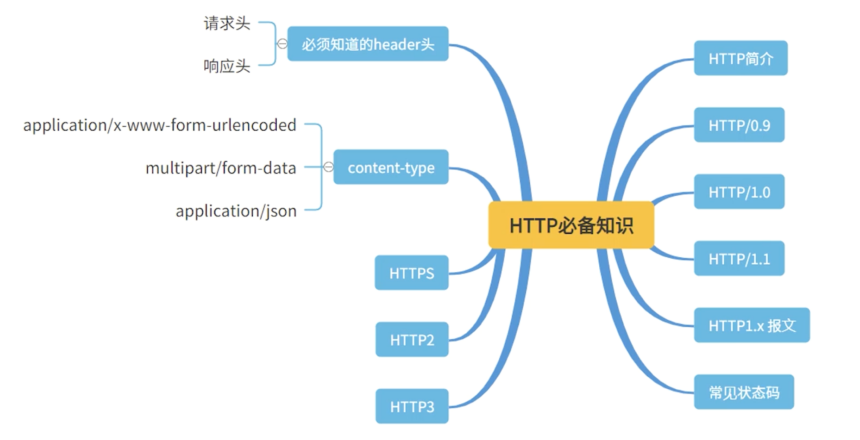 HTTP必备知识
HTTP简介
HTTP/0.9
HTTP/1.0
HTTP/1.1
HTTP1.x 报文
常见状态码
必须知道的header头
请求头
响应头
content-type
application/x-www-form-urlencoded
multipart/form-data
application/json
HTTPS
HTTP2
HTTP3